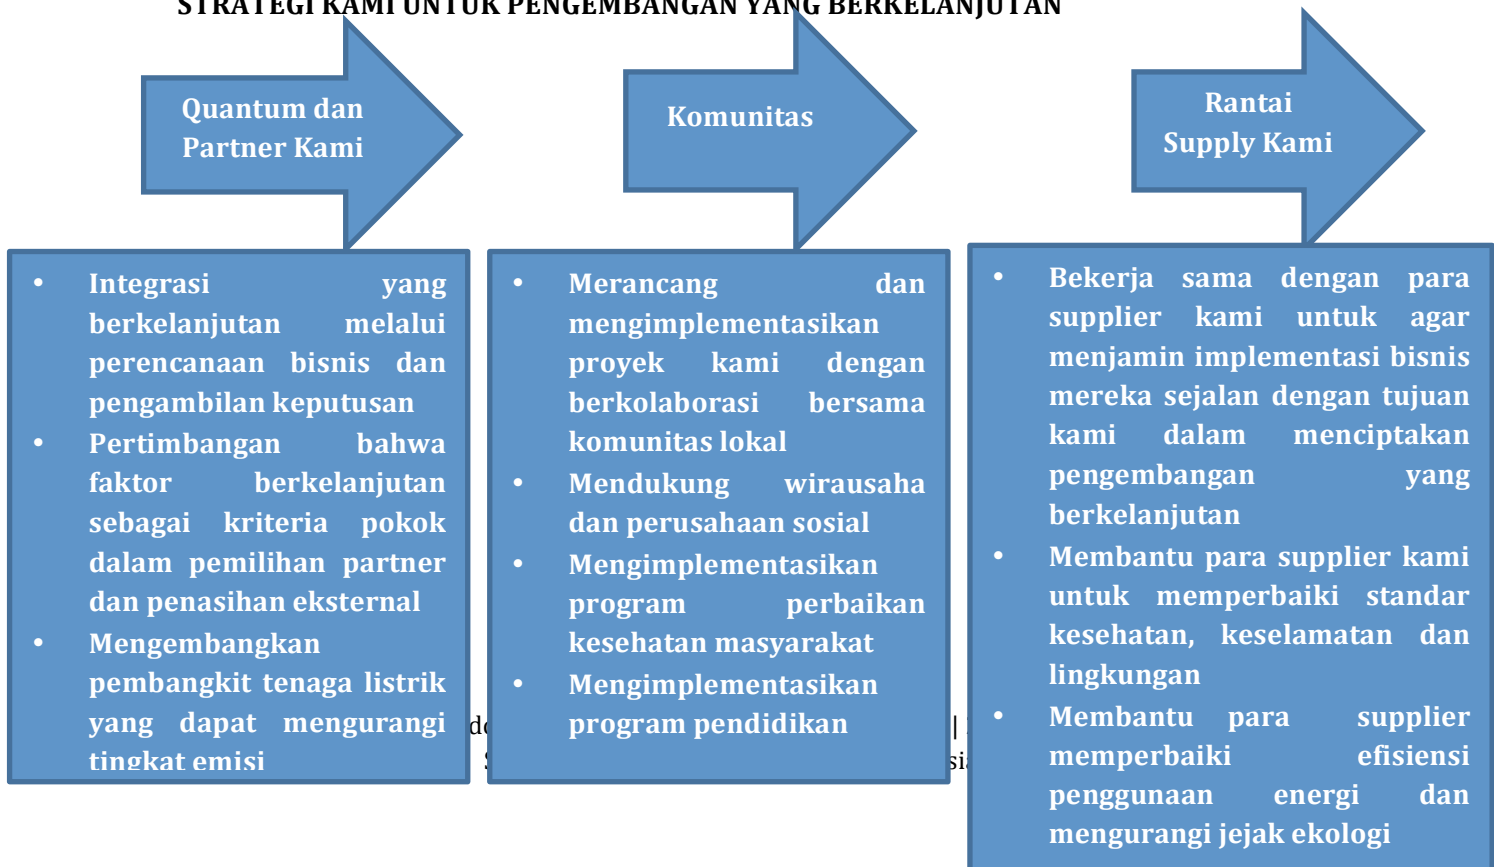 STRATEGI KAMI UNTUK PENGEMBANGAN YANG BERKELANJUTAN
Quantum dan
Partner Kami
Komunitas
Rantai
Supply Kami
• Integrasi yang
berkelanjutan melalui
perencanaan bisnis dan
pengambilan keputusan
• Pertimbangan bahwa
faktor berkelanjutan
sebagai kriteria pokok
dalam pemilihan partner
dan penasihan eksternal
• Mengembangkan
pembangkit tenaga listrik
yang dapat mengurangi
tingkat emisi
• Merancang dan
mengimplementasikan
proyek kami dengan
berkolaborasi bersama
komunitas lokal
• Mendukung wirausaha
dan perusahaan sosial
• Mengimplementasikan
program perbaikan
kesehatan masyarakat
• Mengimplementasikan
program pendidikan
• Bekerja sama dengan para
supplier kami untuk agar
menjamin implementasi bisnis
mereka sejalan dengan tujuan
kami dalam menciptakan
pengembangan yang
berkelanjutan
• Membantu para supplier kami
untuk memperbaiki standar
kesehatan, keselamatan dan
lingkungan
• Membantu para supplier
memperbaiki efisiensi
penggunaan energi dan
mengurangi jejak ekologi